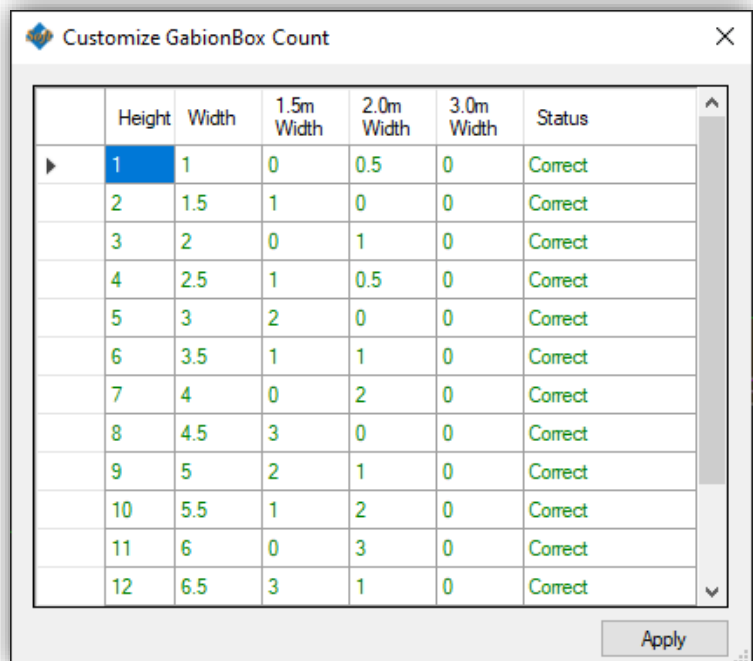 Customize GabionBox Count
Height Width 1.5m Width 2.0m Width 3.0m Width Status
1 1 0 0.5 0 Correct
2 1.5 1 0 0 Correct
3 2 0 1 0 Correct
4 2.5 1 0.5 0 Correct
5 3 2 0 0 Correct
6 3.5 1 1 0 Correct
7 4 0 2 0 Correct
8 4.5 3 0 0 Correct
9 5 2 1 0 Correct
10 5.5 1 2 0 Correct
11 6 0 3 0 Correct
12 6.5 3 1 0 Correct
Apply